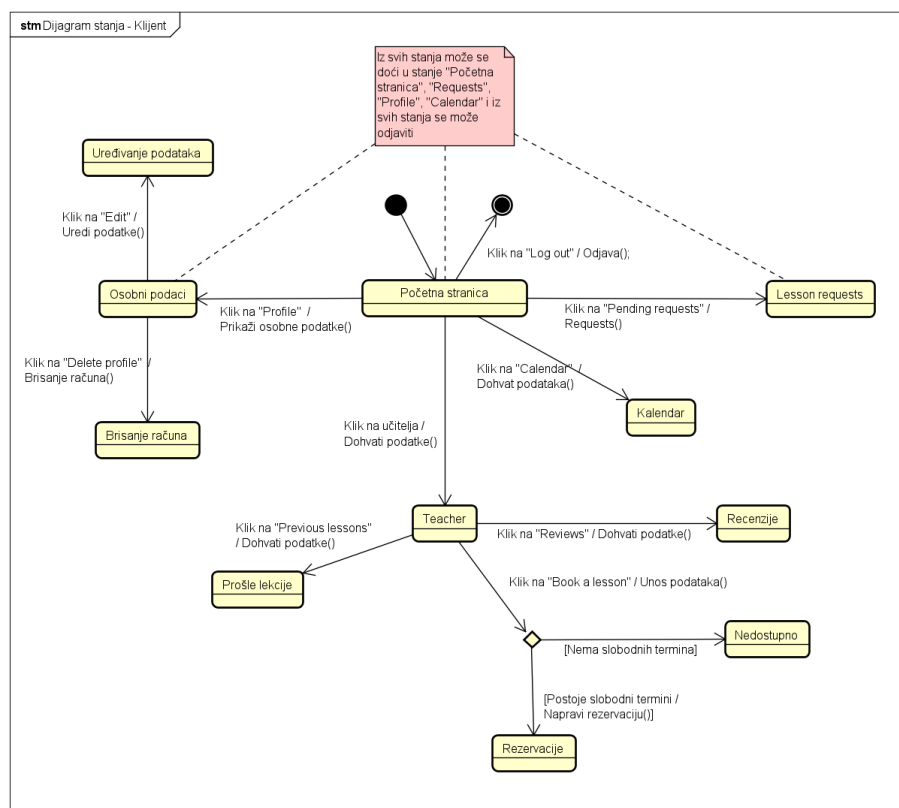 stm Dijagram stanja - Klijent
Iz svih stanja može se
doći u stanje "Početna
stranica", "Requests",
"Profile", "Calendar" i iz
svih stanja se može
odjaviti
Uređivanje podataka
Klik na "Edit" /
Uredi podatke()
Klik na "Log out" / Odjava();
Osobni podaci
Početna stranica
Lesson requests
Klik na "Profile" /
Prikaži osobne podatke()
Klik na "Pending requests" /
Requests()
Klik na "Delete profile" /
Brisanje računa()
Klik na "Calendar" /
Dohvat podataka()
Kalendar
Brisanje računa
Klik na učitelja /
Dohvati podatke()
Teacher
Recenzije
Klik na "Previous lessons"
/ Dohvati podatke()
Klik na "Reviews" / Dohvati podatke()
Prošle lekcije
Klik na "Book a lesson" / Unos podataka()
Nedostupno
[Nema slobodnih termina]
[Postoje slobodni termini /
Napravi rezervaciju()]
Rezervacije